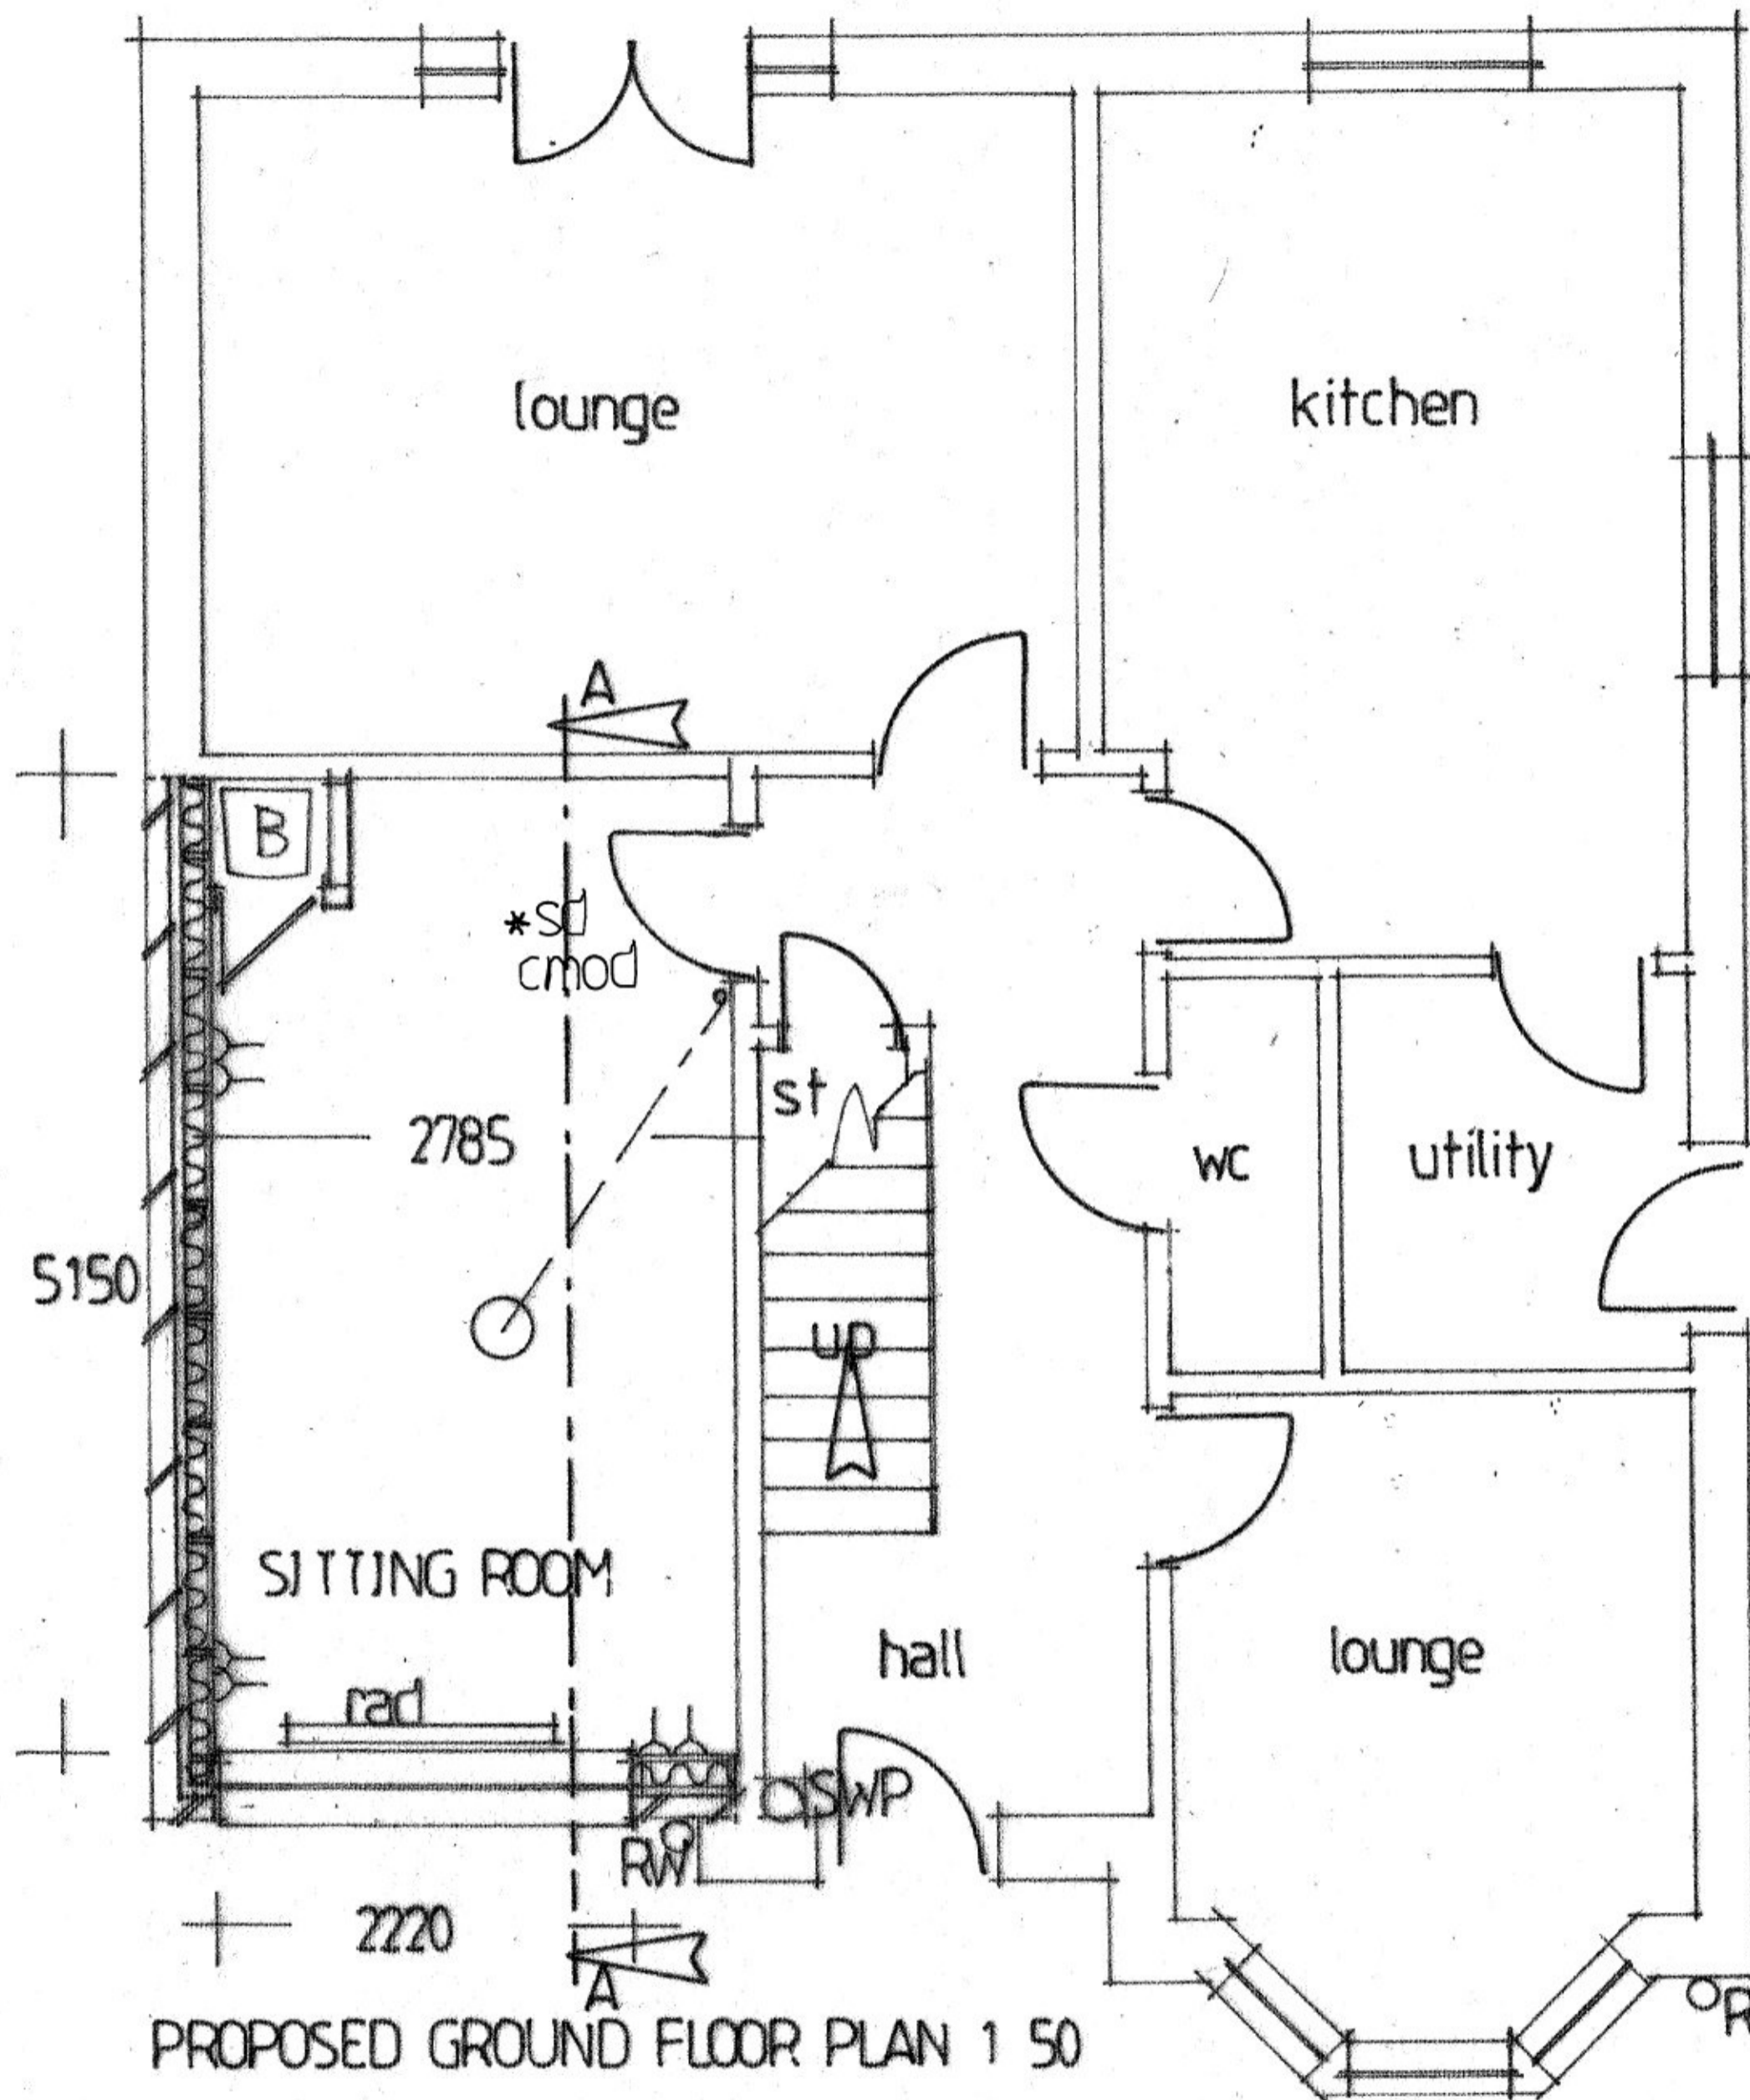 lounge
kitchen
A
B
*sd
cmod
st
2785
wc
utility
5150
up
SITTING ROOM
hall
lounge
rad
SWP
RW
2220
A
R
PROPOSED GROUND FLOOR PLAN 1 50